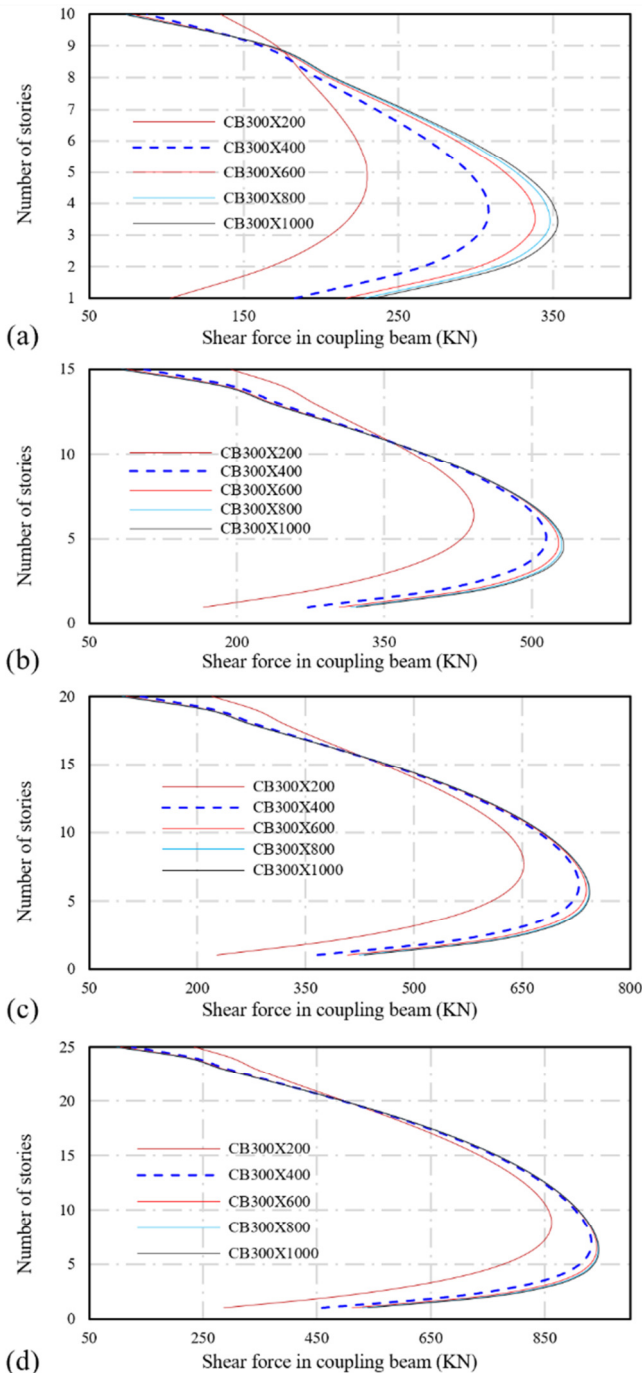 10
9
8
7
6
5
4
3
2
1
Number of stories
CB300X200
CB300X400
CB300X600
CB300X800
CB300X1000
50 150 250 350
(a) Shear force in coupling beam (KN)
15
10
5
0
Number of stories
CB300X200
CB300X400
CB300X600
CB300X800
CB300X1000
50 200 350 500
(b) Shear force in coupling beam (KN)
20
15
10
5
0
Number of stories
CB300X200
CB300X400
CB300X600
CB300X800
CB300X1000
50 200 350 500 650 800
(c) Shear force in coupling beam (KN)
25
20
15
10
5
0
Number of stories
CB300X200
CB300X400
CB300X600
CB300X800
CB300X1000
50 250 450 650 850
(d) Shear force in coupling beam (KN)